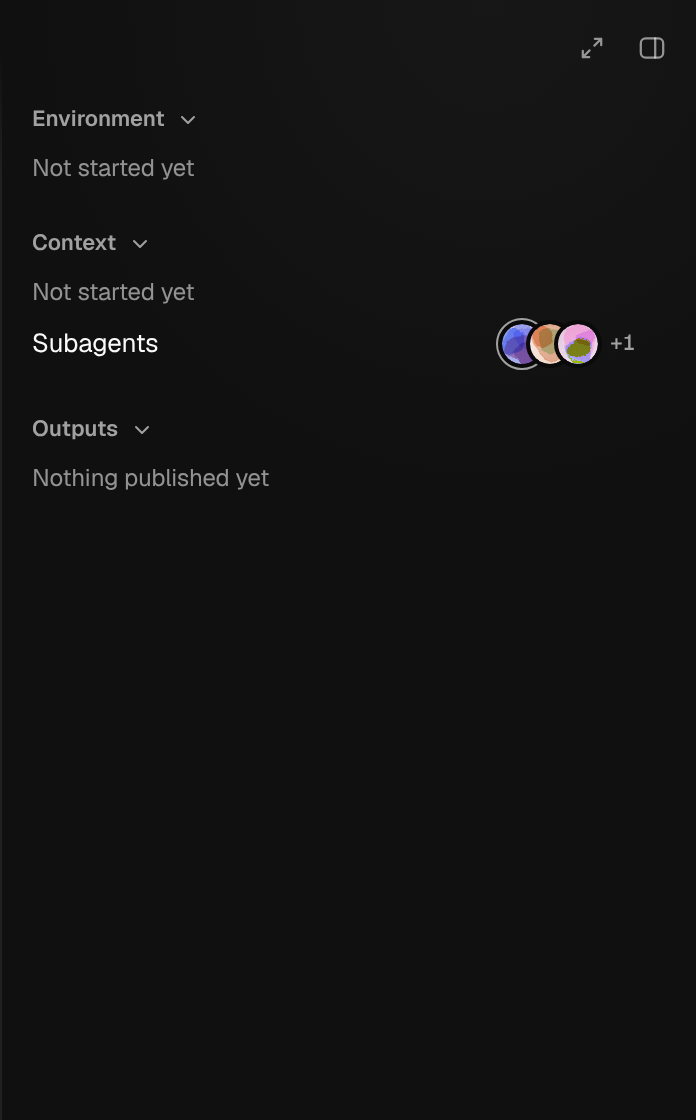 Environment
Not started yet
Context
Not started yet
Subagents +1
Outputs
Nothing published yet